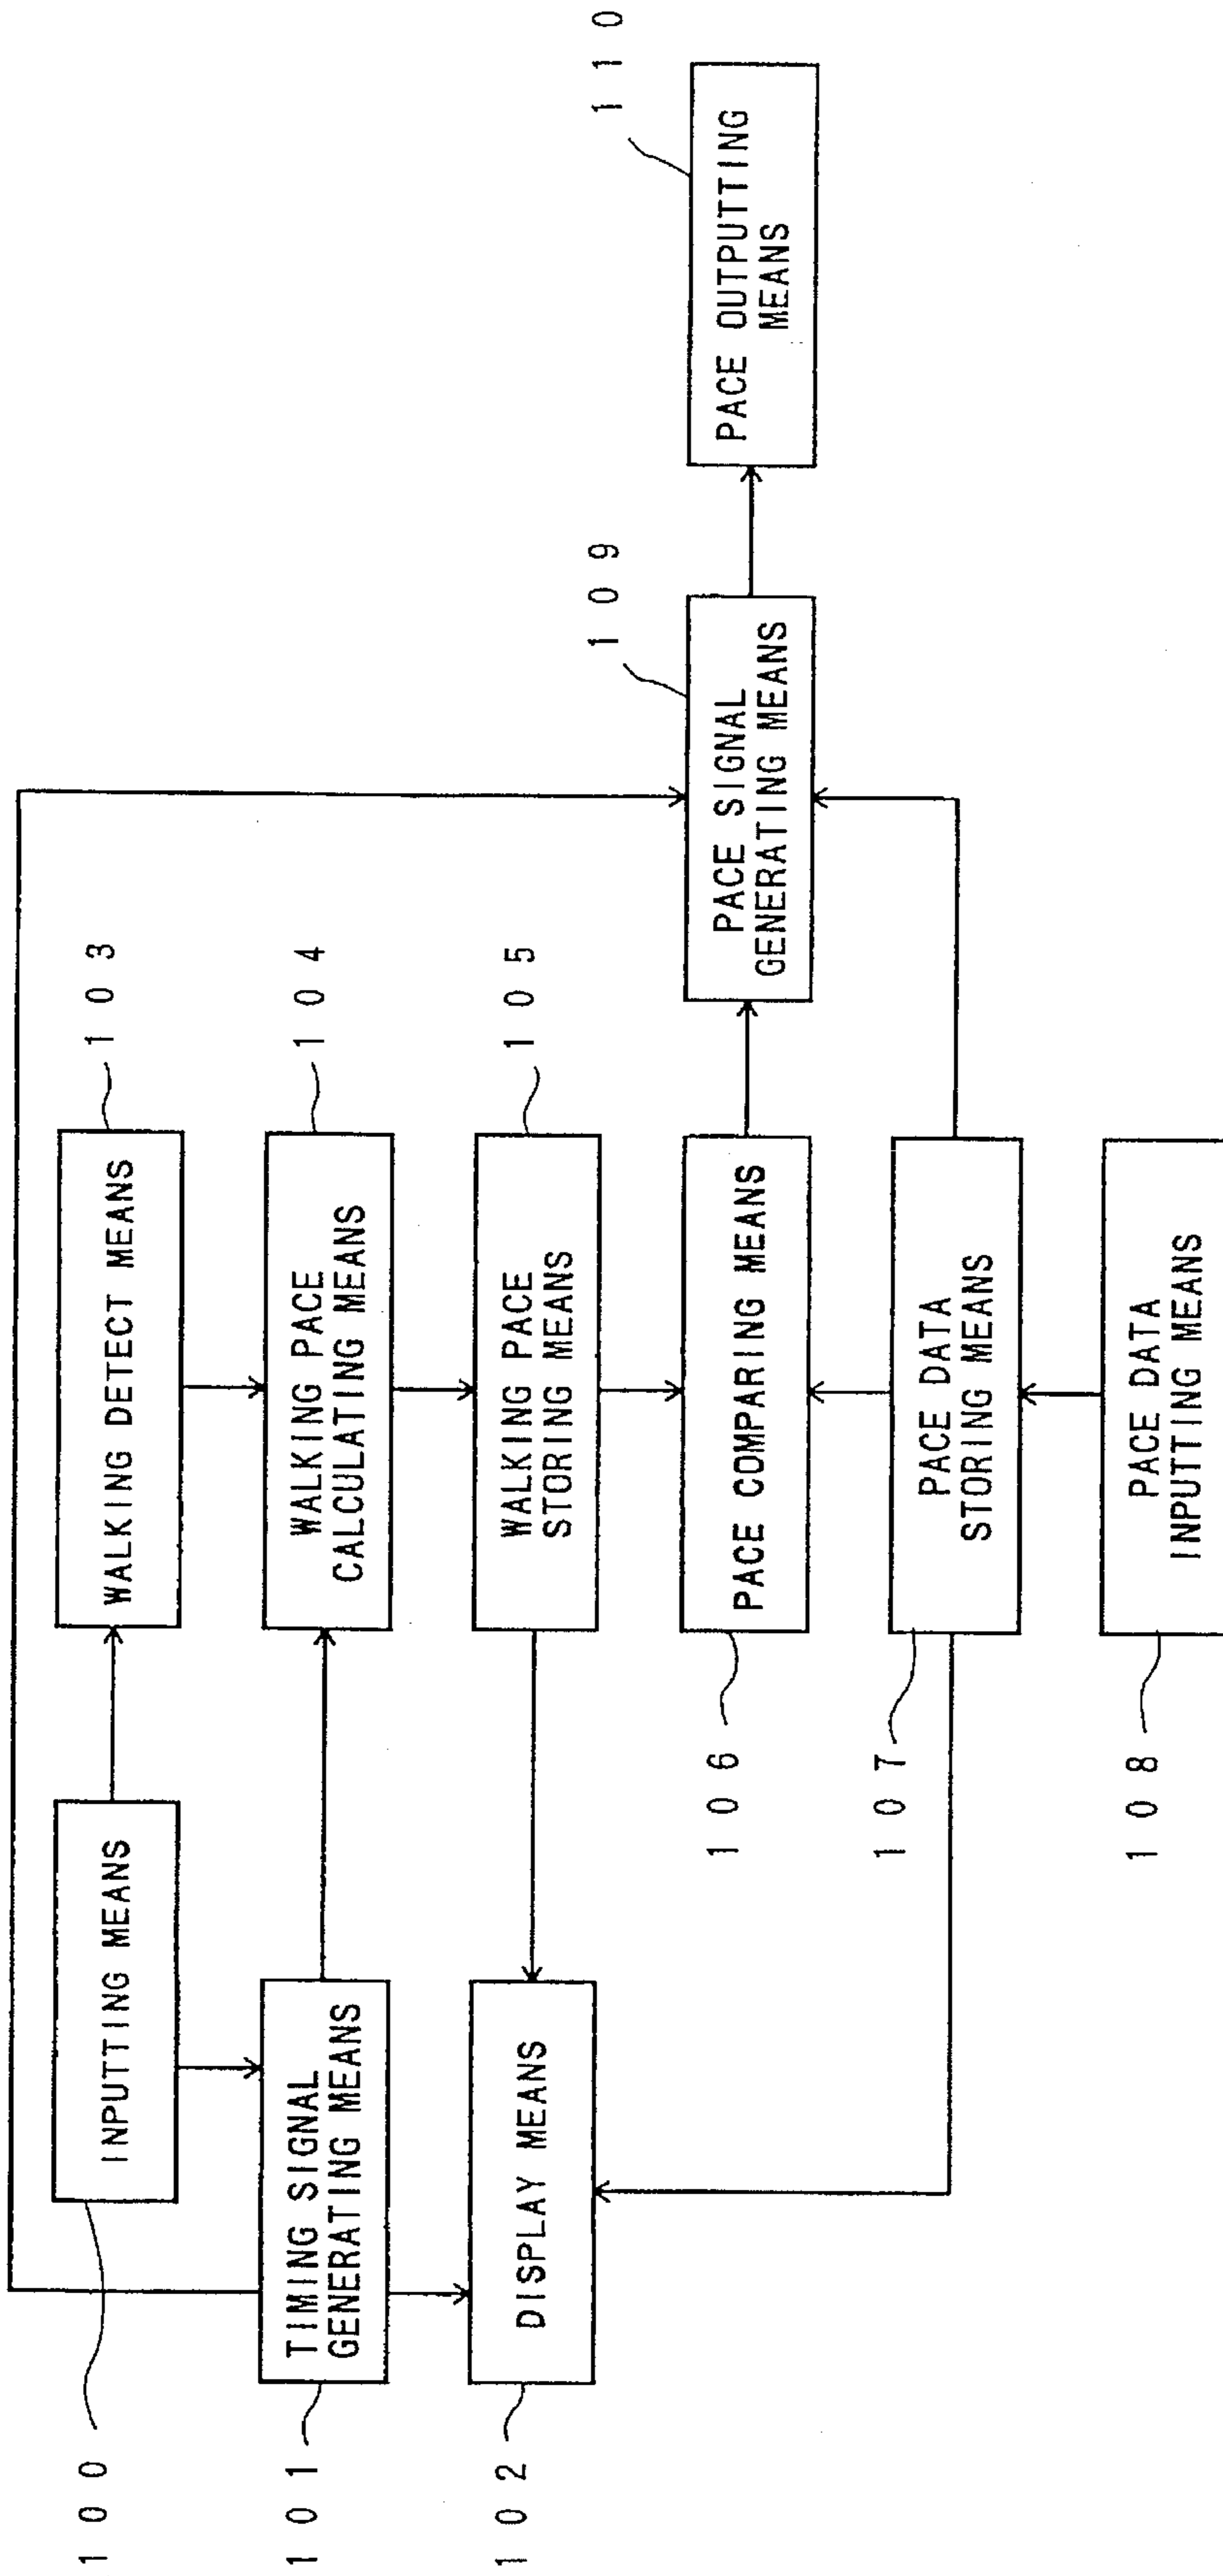 100
INPUTTING MEANS
101
TIMING SIGNAL
GENERATING MEANS
102
DISPLAY MEANS
103
WALKING DETECT MEANS
104
WALKING PACE
CALCULATING MEANS
105
WALKING PACE
STORING MEANS
106
PACE COMPARING MEANS
107
PACE DATA
STORING MEANS
108
PACE DATA
INPUTTING MEANS
109
PACE SIGNAL
GENERATING MEANS
110
PACE OUTPUTTING
MEANS